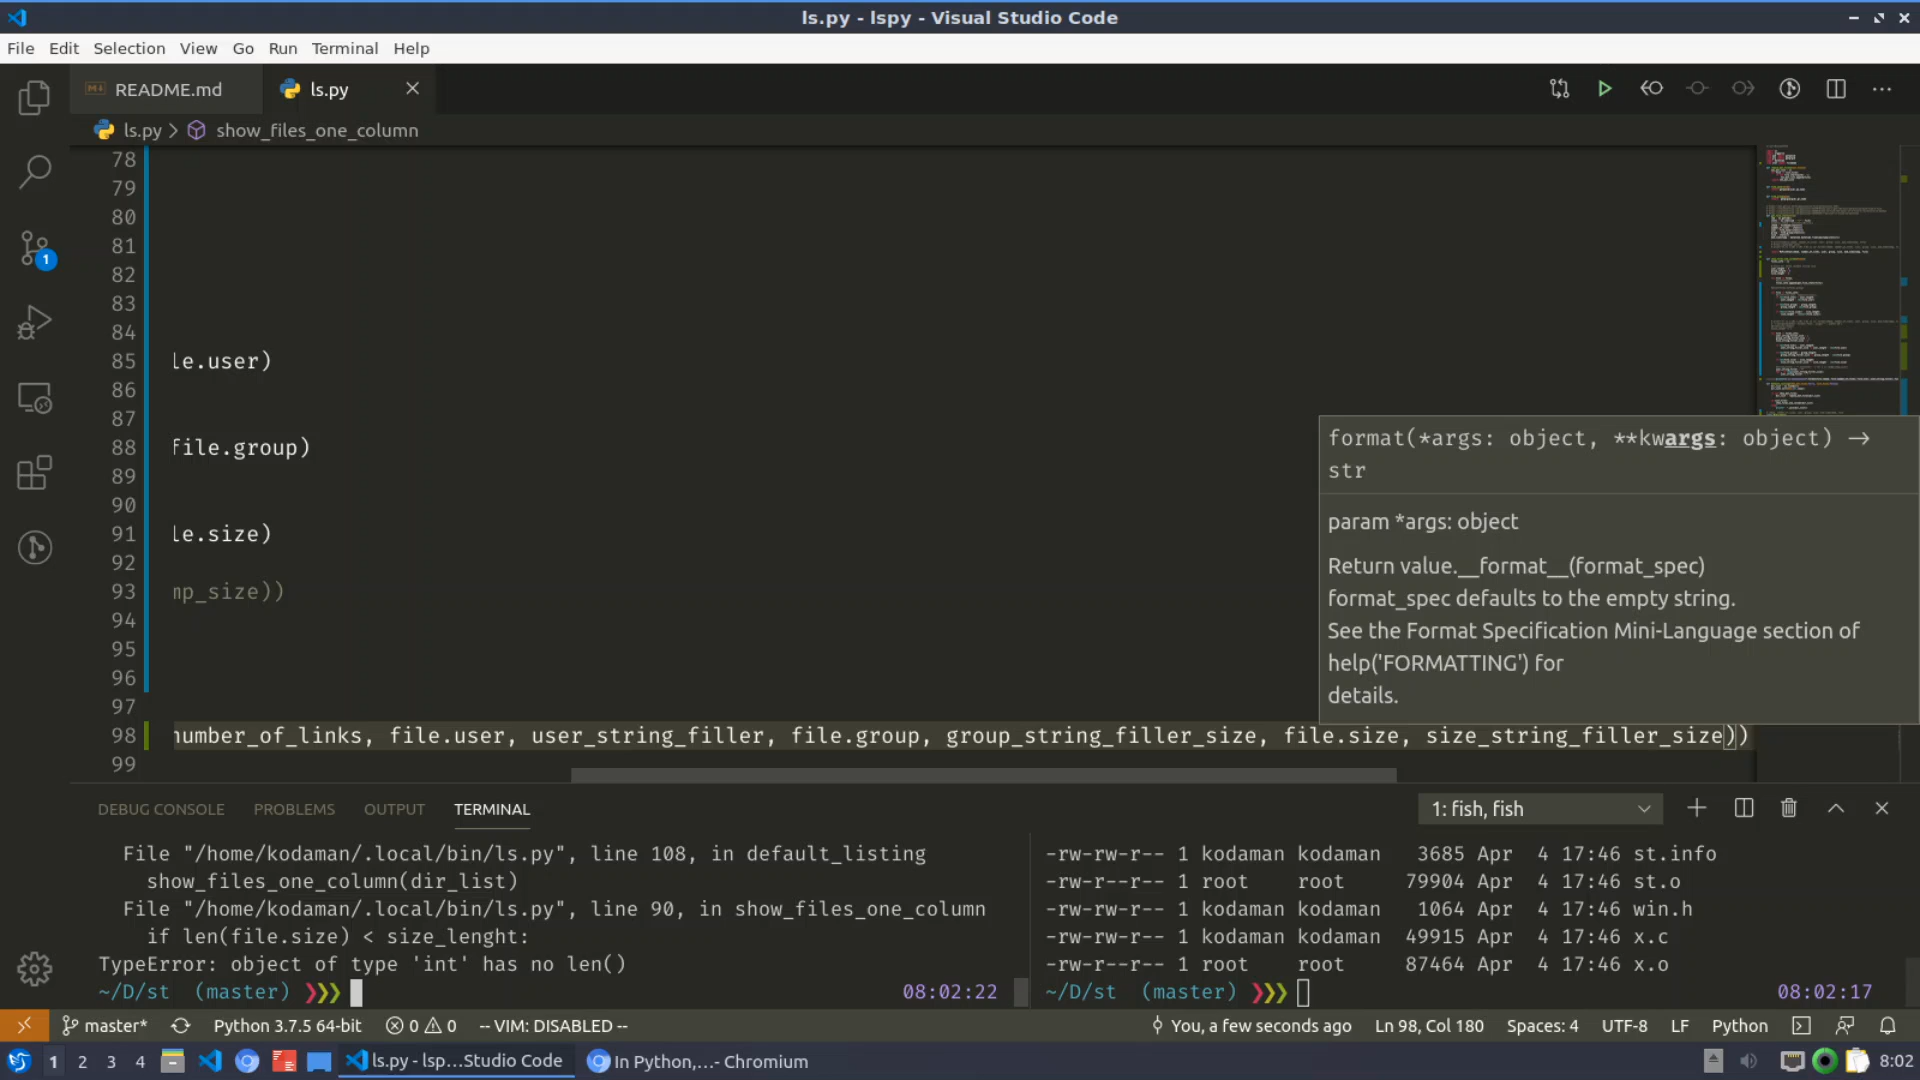 ls.py - lspy - Visual Studio Code
File Edit Selection View Go Run Terminal Help
README.md ls.py
ls.py > show_files_one_column
78
79
80
81
82
83
84
85 le.user)
86
87
88 file.group)
89
90
91 le.size)
92
93 mp_size))
94
95
96
97
98 number_of_links, file.user, user_string_filler, file.group, group_string_filler_size, file.size, size_string_filler_size))
99
format(*args: object, **kwargs: object) →
str
param *args: object
Return value.__format__(format_spec)
format_spec defaults to the empty string.
See the Format Specification Mini-Language section of
help('FORMATTING') for
details.
DEBUG CONSOLE PROBLEMS OUTPUT TERMINAL 1: fish, fish
File "/home/kodaman/.local/bin/ls.py", line 108, in default_listing
show_files_one_column(dir_list)
File "/home/kodaman/.local/bin/ls.py", line 90, in show_files_one_column
if len(file.size) < size_lenght:
TypeError: object of type 'int' has no len()
~/D/st (master) ❯❯❯ 08:02:22
-rw-rw-r-- 1 kodaman kodaman 3685 Apr 4 17:46 st.info
-rw-r--r-- 1 root root 79904 Apr 4 17:46 st.o
-rw-rw-r-- 1 kodaman kodaman 1064 Apr 4 17:46 win.h
-rw-rw-r-- 1 kodaman kodaman 49915 Apr 4 17:46 x.c
-rw-r--r-- 1 root root 87464 Apr 4 17:46 x.o
~/D/st (master) ❯❯❯ 08:02:17
master* Python 3.7.5 64-bit 0 0 -- VIM: DISABLED -- You, a few seconds ago Ln 98, Col 180 Spaces: 4 UTF-8 LF Python
1 2 3 4 ls.py - lsp...Studio Code In Python,...- Chromium 8:02